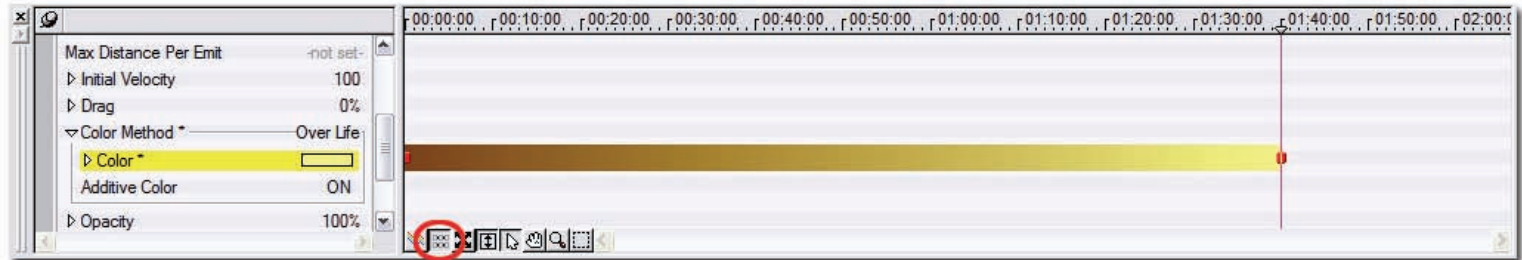 00:00:00 00:10:00 00:20:00 00:30:00 00:40:00 00:50:00 01:00:00 01:10:00 01:20:00 01:30:00 01:40:00 01:50:00 02:00:0
Max Distance Per Emit -not set-
Initial Velocity 100
Drag 0%
Color Method * Over Life
Color *
Additive Color ON
Opacity 100%